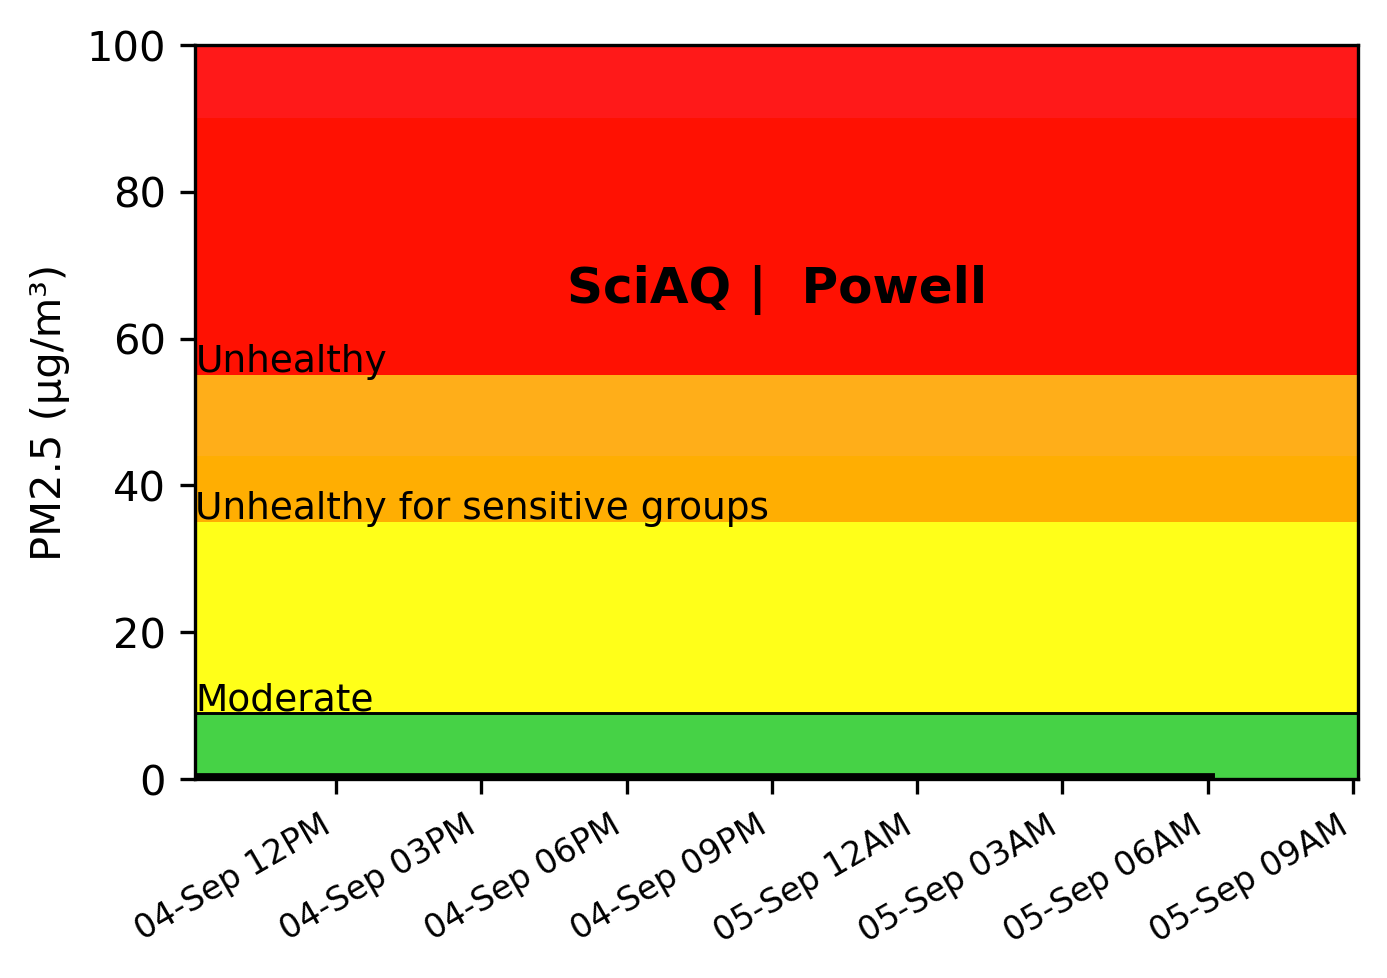 100
80
60
40
20
0
PM2.5 (µg/m³)
SciAQ |  Powell
Unhealthy
Unhealthy for sensitive groups
Moderate
04-Sep 12PM
04-Sep 03PM
04-Sep 06PM
04-Sep 09PM
05-Sep 12AM
05-Sep 03AM
05-Sep 06AM
05-Sep 09AM